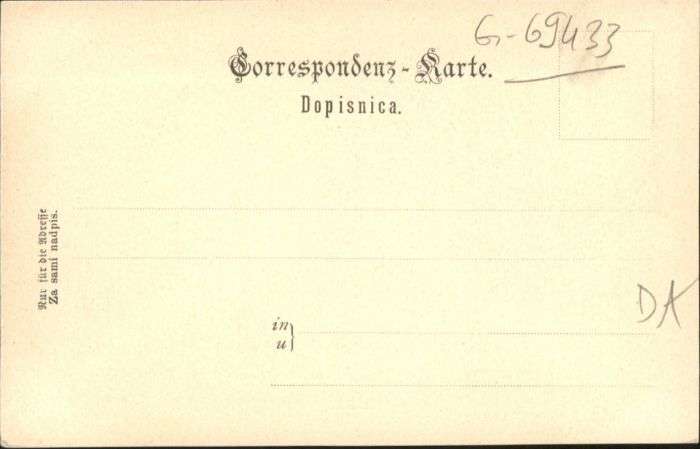 G-69433
Correspondenz-Karte.
Dopisnica.
Nur für die Adresse
Za sami nadpis.
DA
in
u